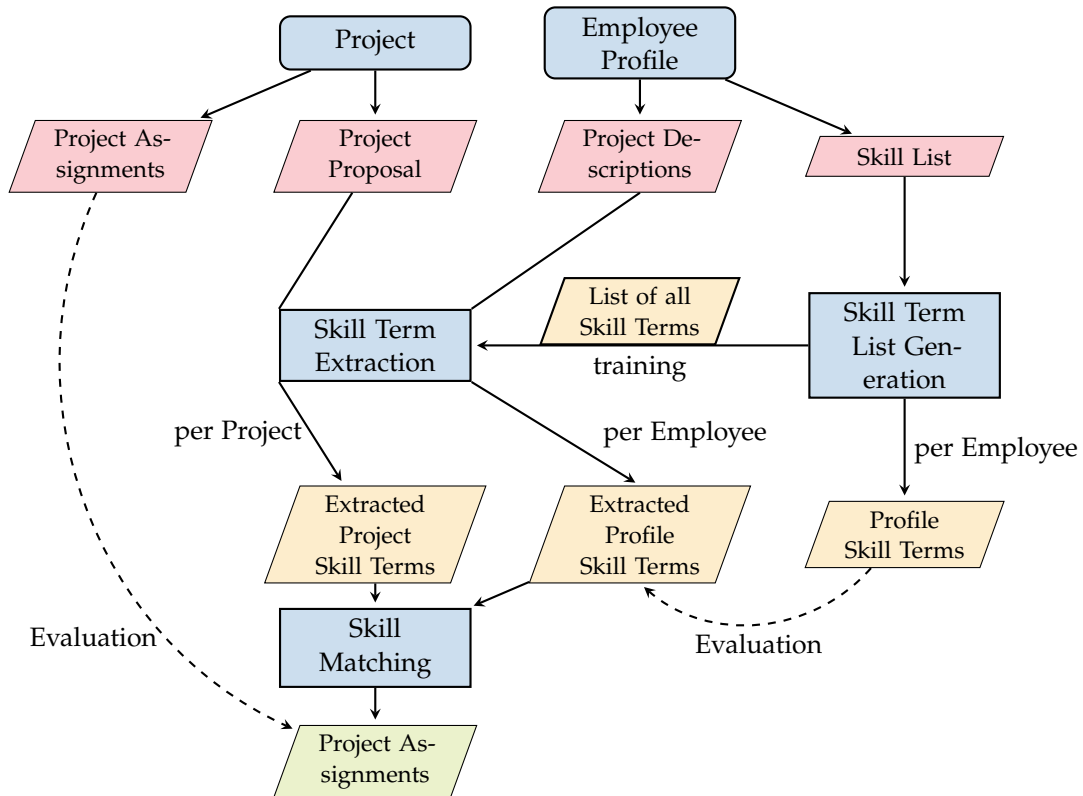 Project
Employee
Profile
Project As-
signments
Project
Proposal
Project De-
scriptions
Skill List
List of all
Skill Terms
Skill Term
Extraction
training
Skill Term
List Gen-
eration
per Project
per Employee
per Employee
Extracted
Project
Skill Terms
Extracted
Profile
Skill Terms
Profile
Skill Terms
Evaluation
Skill
Matching
Evaluation
Project As-
signments